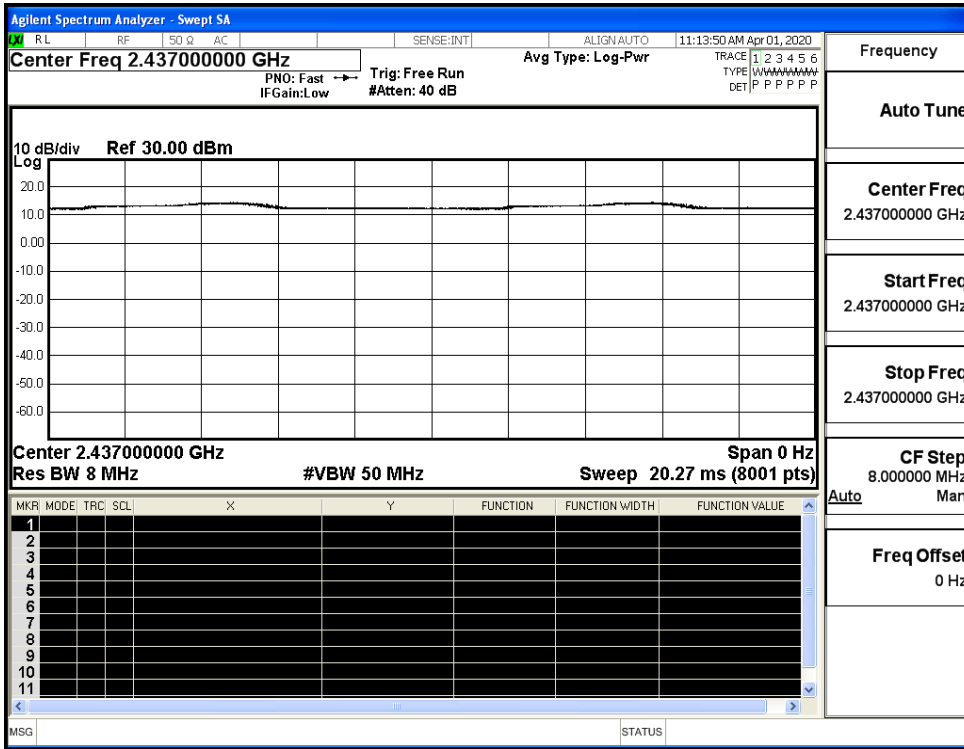 Agilent Spectrum Analyzer - Swept SA
LXI RL RF 50 Ω AC SENSE:INT ALIGNAUTO 11:13:50 AM Apr 01, 2020
Center Freq 2.437000000 GHz
PNO: Fast
IFGain:Low
Trig: Free Run
#Atten: 40 dB
Avg Type: Log-Pwr
TRACE 1 2 3 4 5 6
TYPE WWWWWW
DET P P P P P P
10 dB/div Ref 30.00 dBm
Log
20.0
10.0
0.00
-10.0
-20.0
-30.0
-40.0
-50.0
-60.0
Center 2.437000000 GHz Span 0 Hz
Res BW 8 MHz #VBW 50 MHz Sweep 20.27 ms (8001 pts)
MKR MODE TRC SCL X Y FUNCTION FUNCTION WIDTH FUNCTION VALUE
1
2
3
4
5
6
7
8
9
10
11
MSG STATUS
Frequency
Auto Tune
Center Freq
2.437000000 GHz
Start Freq
2.437000000 GHz
Stop Freq
2.437000000 GHz
CF Step
8.000000 MHz
Auto Man
Freq Offset
0 Hz